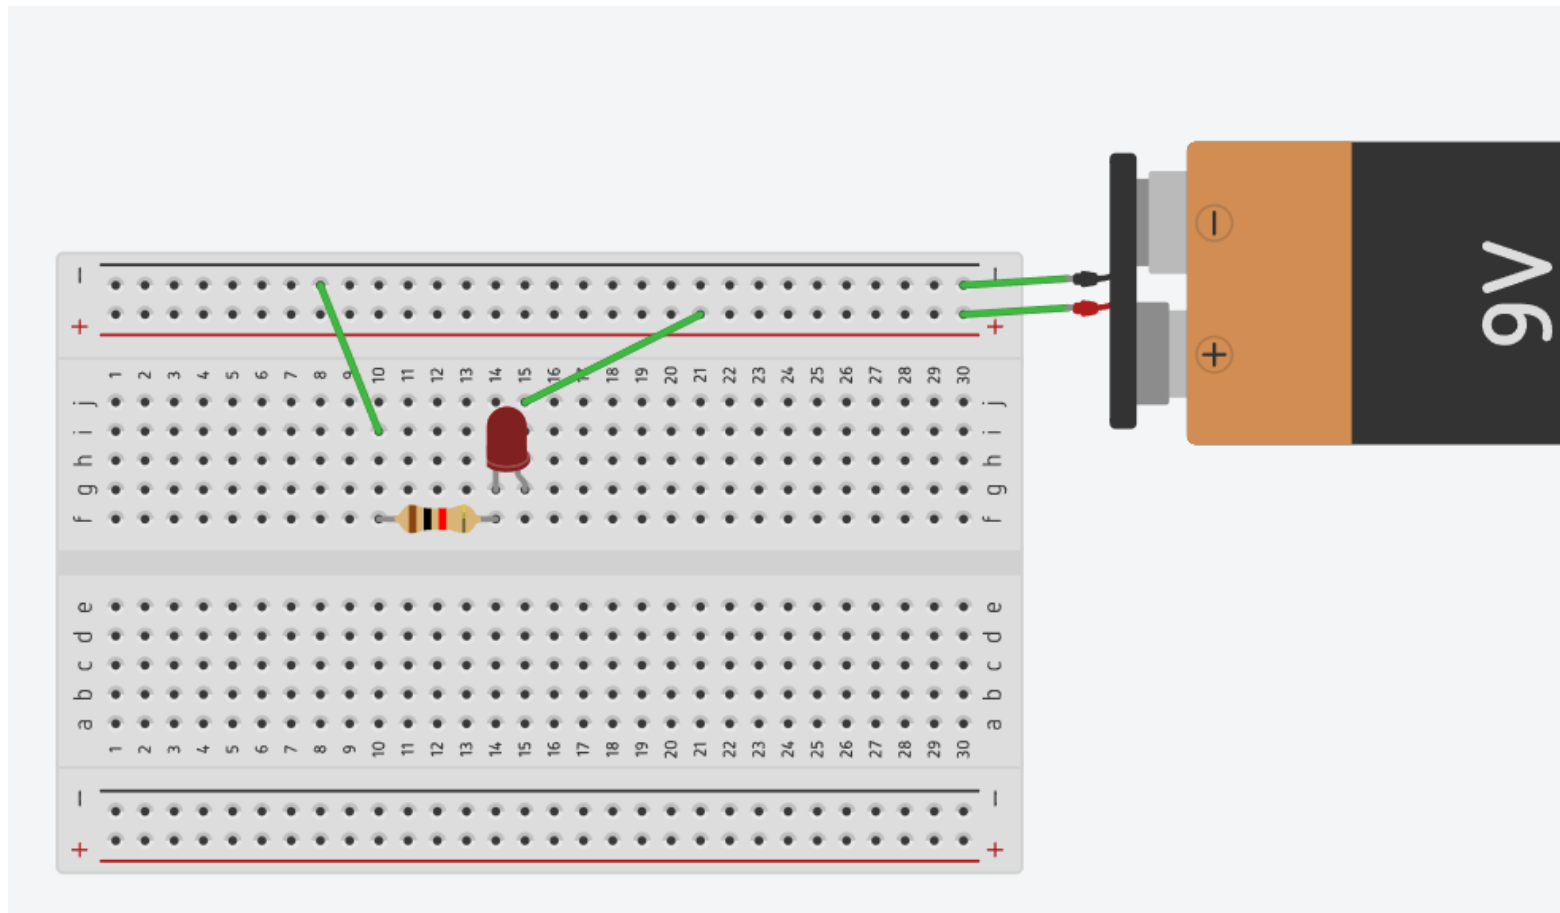 − −
+ +
1 2 3 4 5 6 7 8 9 10 11 12 13 14 15 16 17 18 19 20 21 22 23 24 25 26 27 28 29 30
j j
i i
h h
g g
f f
e e
d d
c c
b b
a a
1 2 3 4 5 6 7 8 9 10 11 12 13 14 15 16 17 18 19 20 21 22 23 24 25 26 27 28 29 30
− −
+ +
−
+
9V